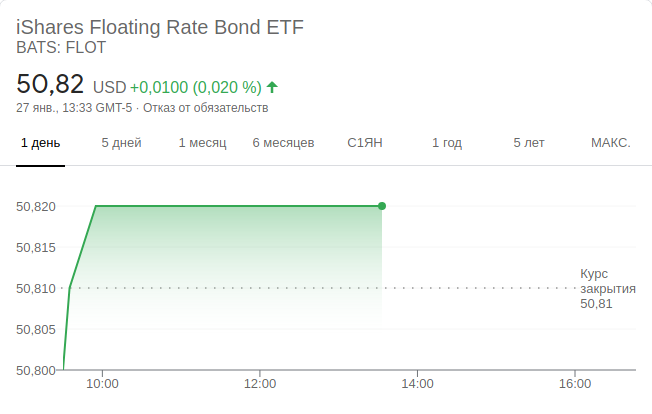 iShares Floating Rate Bond ETF
BATS: FLOT
50,82 USD +0,0100 (0,020 %)
27 янв., 13:33 GMT-5 · Отказ от обязательств
1 день 5 дней 1 месяц 6 месяцев С1ЯН 1 год 5 лет МАКС.
50,820
50,815
50,810
50,805
50,800
Курс
закрытия
50,81
10:00 12:00 14:00 16:00